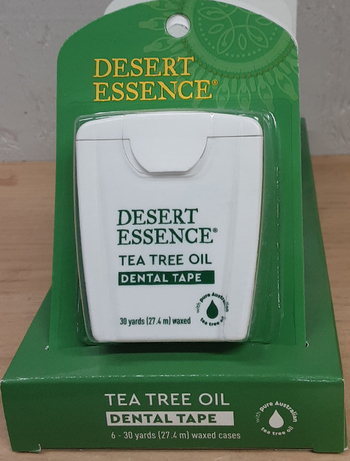 DESERT
ESSENCE®
DESERT
ESSENCE®
TEA TREE OIL
DENTAL TAPE
30 yards (27.4 m) waxed
with pure Australian
tea tree oil
TEA TREE OIL
DENTAL TAPE
6 - 30 yards (27.4 m) waxed cases
with pure Australian
tea tree oil